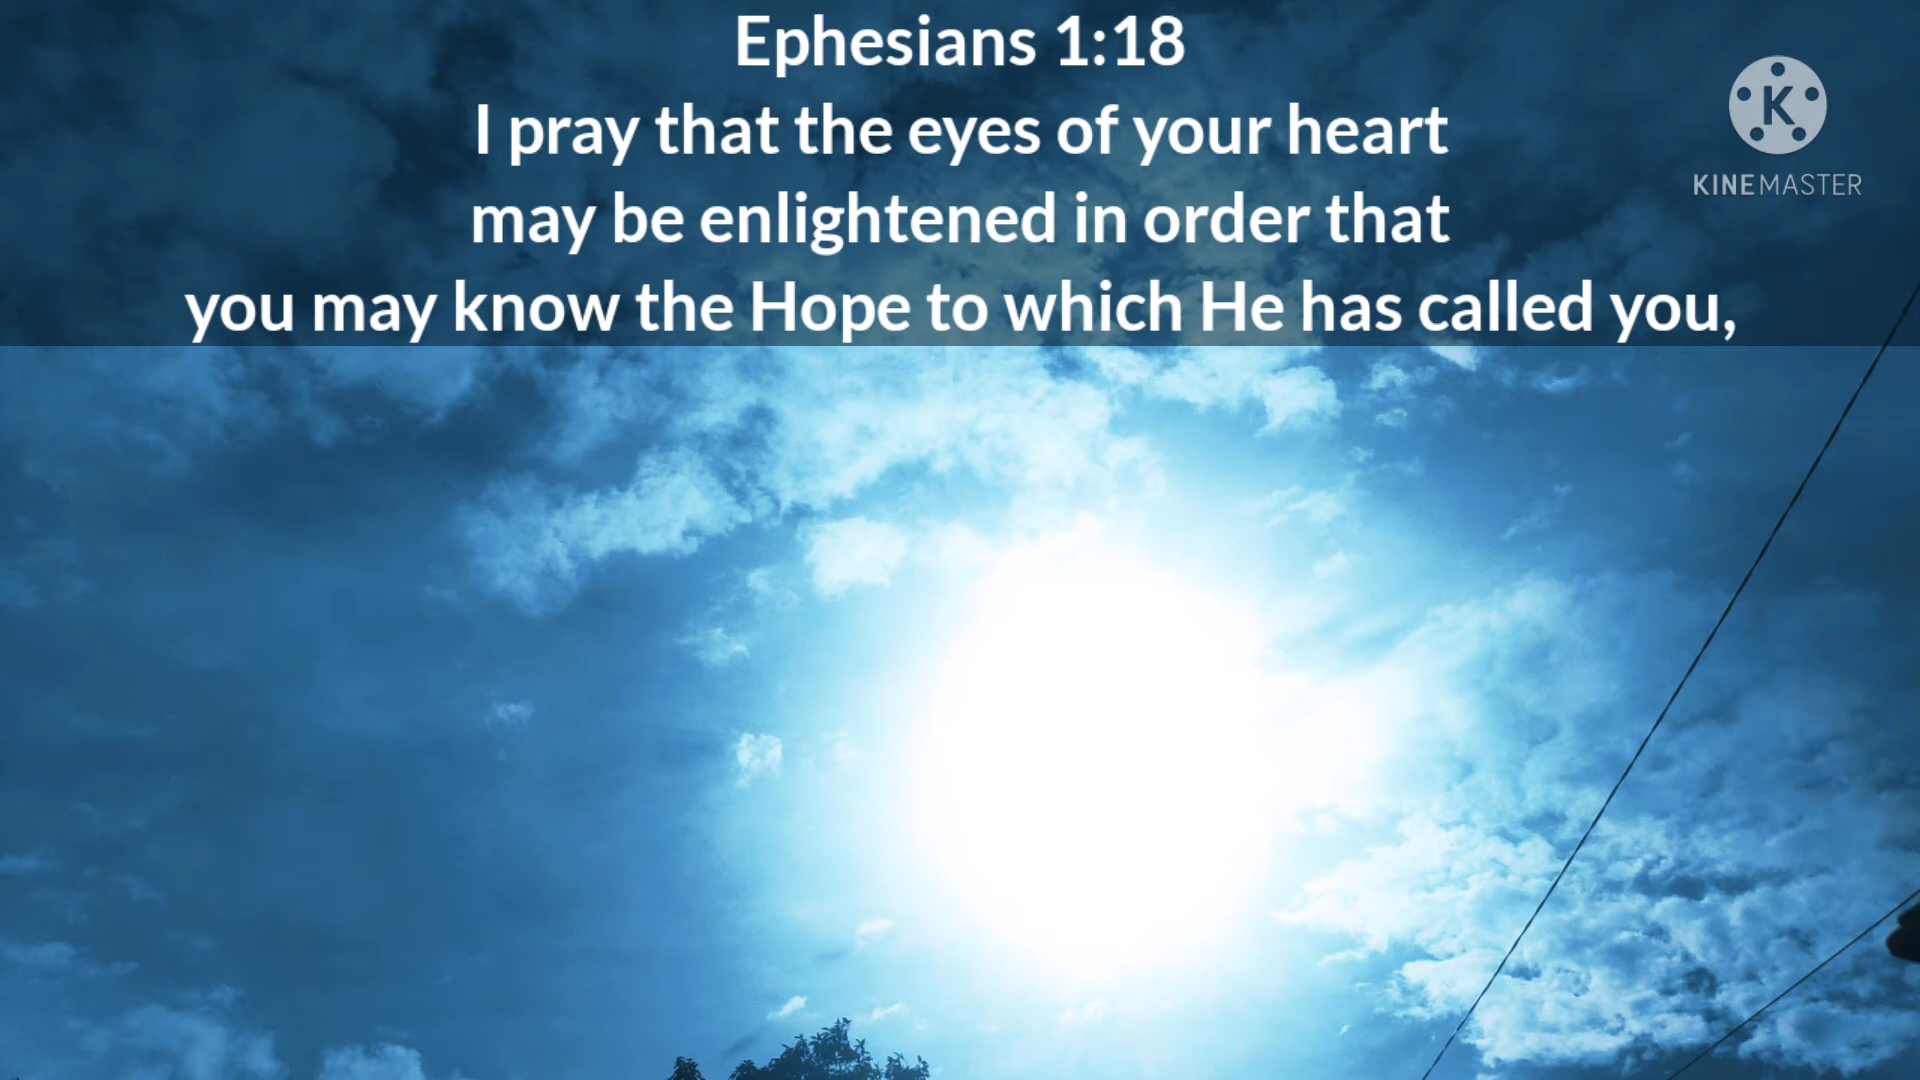 Ephesians 1:18
I pray that the eyes of your heart
may be enlightened in order that
you may know the Hope to which He has called you,
K
KINEMASTER